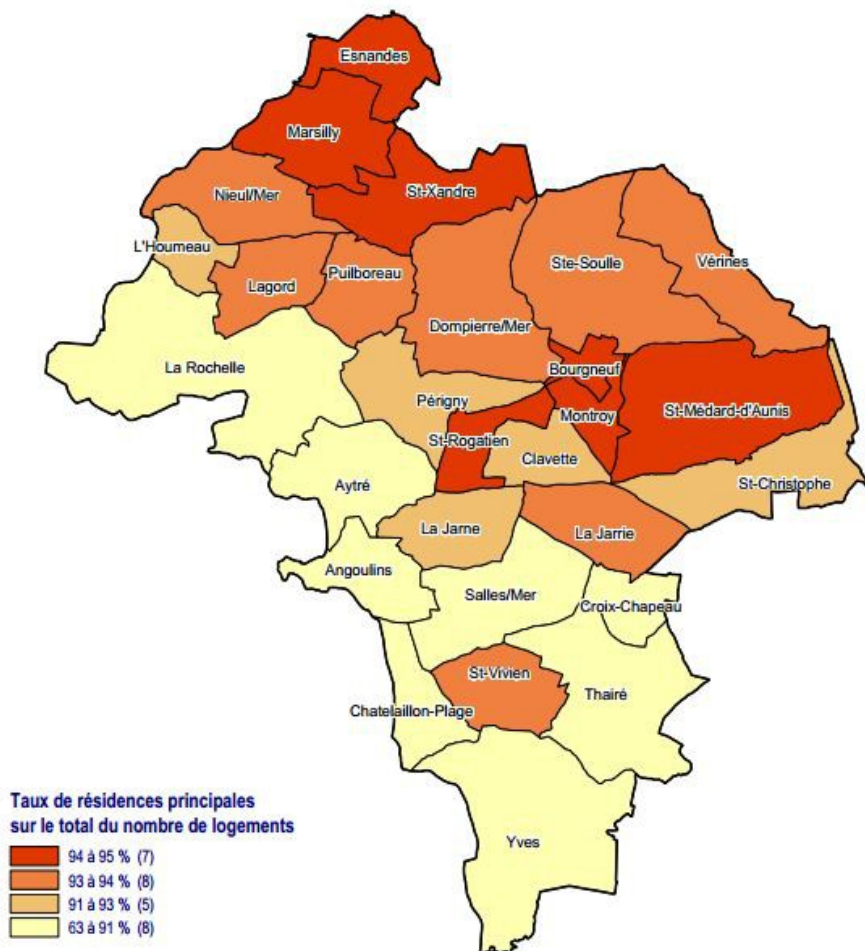 Esnandes
Marsilly
St-Xandre
Nieul/Mer
L'Houmeau
Lagord
Puilboreau
Ste-Soulle
Vérines
Dompierre/Mer
La Rochelle
Bourgneuf
Périgny
Montroy
St-Médard-d'Aunis
St-Rogatien
Clavette
Aytré
St-Christophe
La Jarne
La Jarrie
Angoulins
Salles/Mer
Croix-Chapeau
St-Vivien
Thairé
Chatelaillon-Plage
Yves
Taux de résidences principales
sur le total du nombre de logements
94 à 95 % (7)
93 à 94 % (8)
91 à 93 % (5)
63 à 91 % (8)